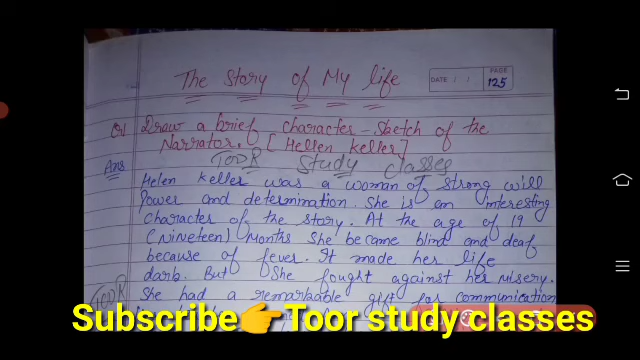 The Story of My life
DATE / /
PAGE
125
Q1) Draw a brief character-Sketch of the
Narrator. [Hellen Keller]
TOOR Study Classes
Ans
Helen Keller was a woman of strong will
Power and determination. She is an interesting
character of the story. At the age of 19
(Nineteen) Months She became blind and deaf
because of fever. It made her life
dark. But She fought against her misery.
TOOR
She had a remarkable gift for communication
Subscribe👉Toor study classes